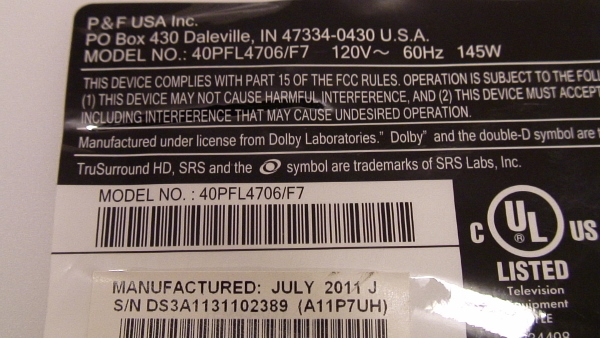 P&F USA Inc.
PO Box 430 Daleville, IN 47334-0430 U.S.A.
MODEL NO.: 40PFL4706/F7 120V~ 60Hz 145W
THIS DEVICE COMPLIES WITH PART 15 OF THE FCC RULES. OPERATION IS SUBJECT TO THE FOLL
(1) THIS DEVICE MAY NOT CAUSE HARMFUL INTERFERENCE, AND (2) THIS DEVICE MUST ACCEPT
INCLUDING INTERFERENCE THAT MAY CAUSE UNDESIRED OPERATION.
Manufactured under license from Dolby Laboratories." Dolby" and the double-D symbol are t
TruSurround HD, SRS and the symbol are trademarks of SRS Labs, Inc.
MODEL NO. : 40PFL4706/F7
C UL US
LISTED
Television
MANUFACTURED: JULY 2011 J
S/N DS3A1131102389 (A11P7UH)